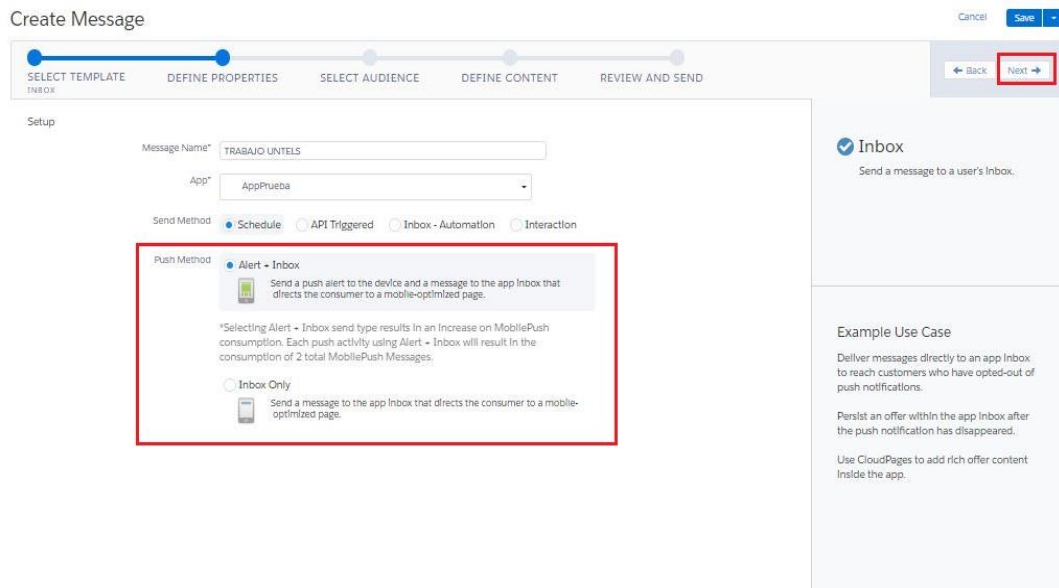 Create Message
Cancel
Save
SELECT TEMPLATE
INBOX
DEFINE PROPERTIES
SELECT AUDIENCE
DEFINE CONTENT
REVIEW AND SEND
Back
Next
Setup
Message Name* TRABAJO UNTELS
App* AppPrueba
Send Method Schedule API Triggered Inbox - Automation Interaction
Push Method Alert + Inbox
Send a push alert to the device and a message to the app inbox that
directs the consumer to a mobile-optimized page.
*Selecting Alert + Inbox send type results in an increase on MobilePush
consumption. Each push activity using Alert + Inbox will result in the
consumption of 2 total MobilePush Messages.
Inbox Only
Send a message to the app inbox that directs the consumer to a mobile-
optimized page.
Inbox
Send a message to a user's Inbox.
Example Use Case
Deliver messages directly to an app inbox
to reach customers who have opted-out of
push notifications.
Persist an offer within the app inbox after
the push notification has disappeared.
Use CloudPages to add rich offer content
inside the app.